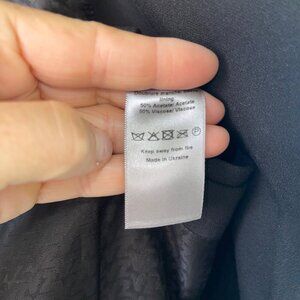 lining
50% Acetate/ Acetate
50% Viscose/ Viscose
P
Keep away from fire
Made in Ukraine